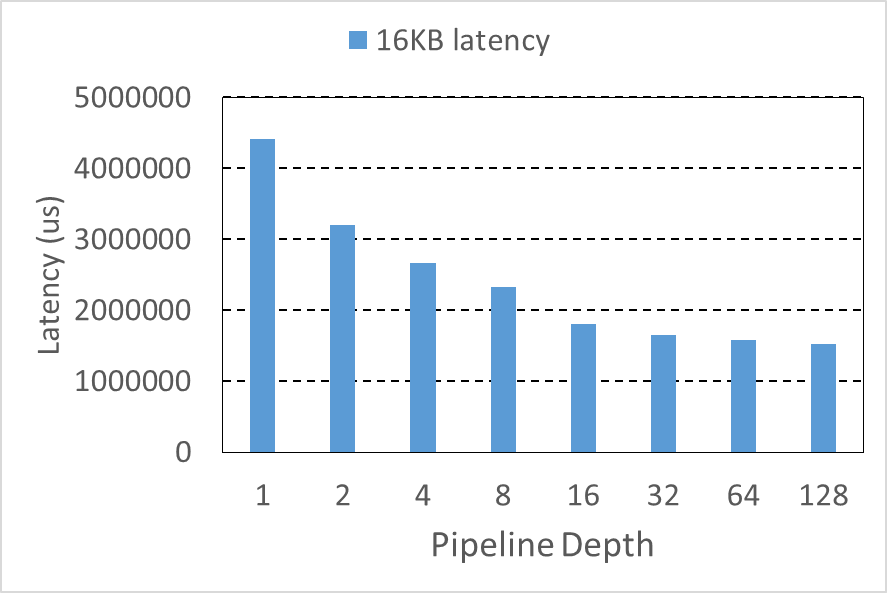 16KB latency
5000000
4000000
3000000
2000000
1000000
0
Latency (us)
1 2 4 8 16 32 64 128
Pipeline Depth